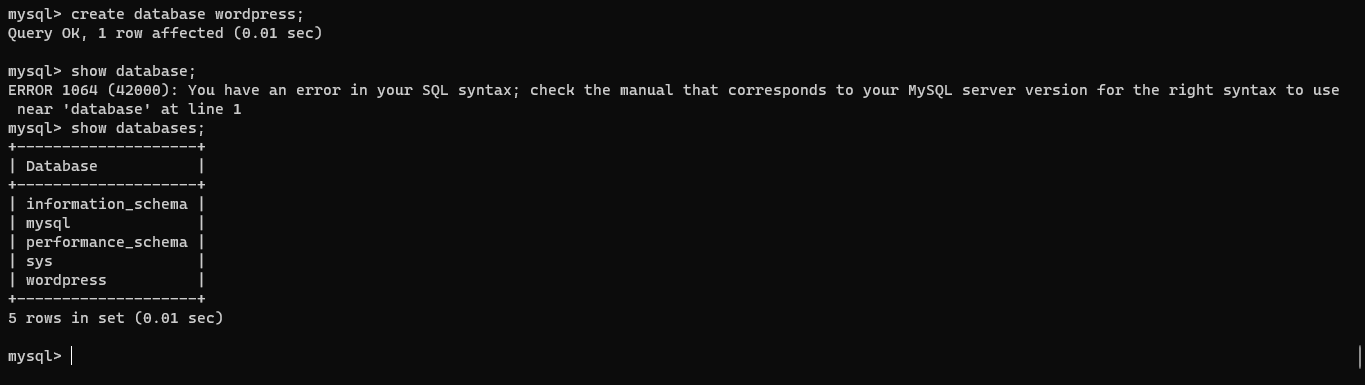 mysql> create database wordpress;
Query OK, 1 row affected (0.01 sec)
mysql> show database;
ERROR 1064 (42000): You have an error in your SQL syntax; check the manual that corresponds to your MySQL server version for the right syntax to use
 near 'database' at line 1
mysql> show databases;
+--------------------+
| Database           |
+--------------------+
| information_schema |
| mysql              |
| performance_schema |
| sys                |
| wordpress          |
+--------------------+
5 rows in set (0.01 sec)
mysql>